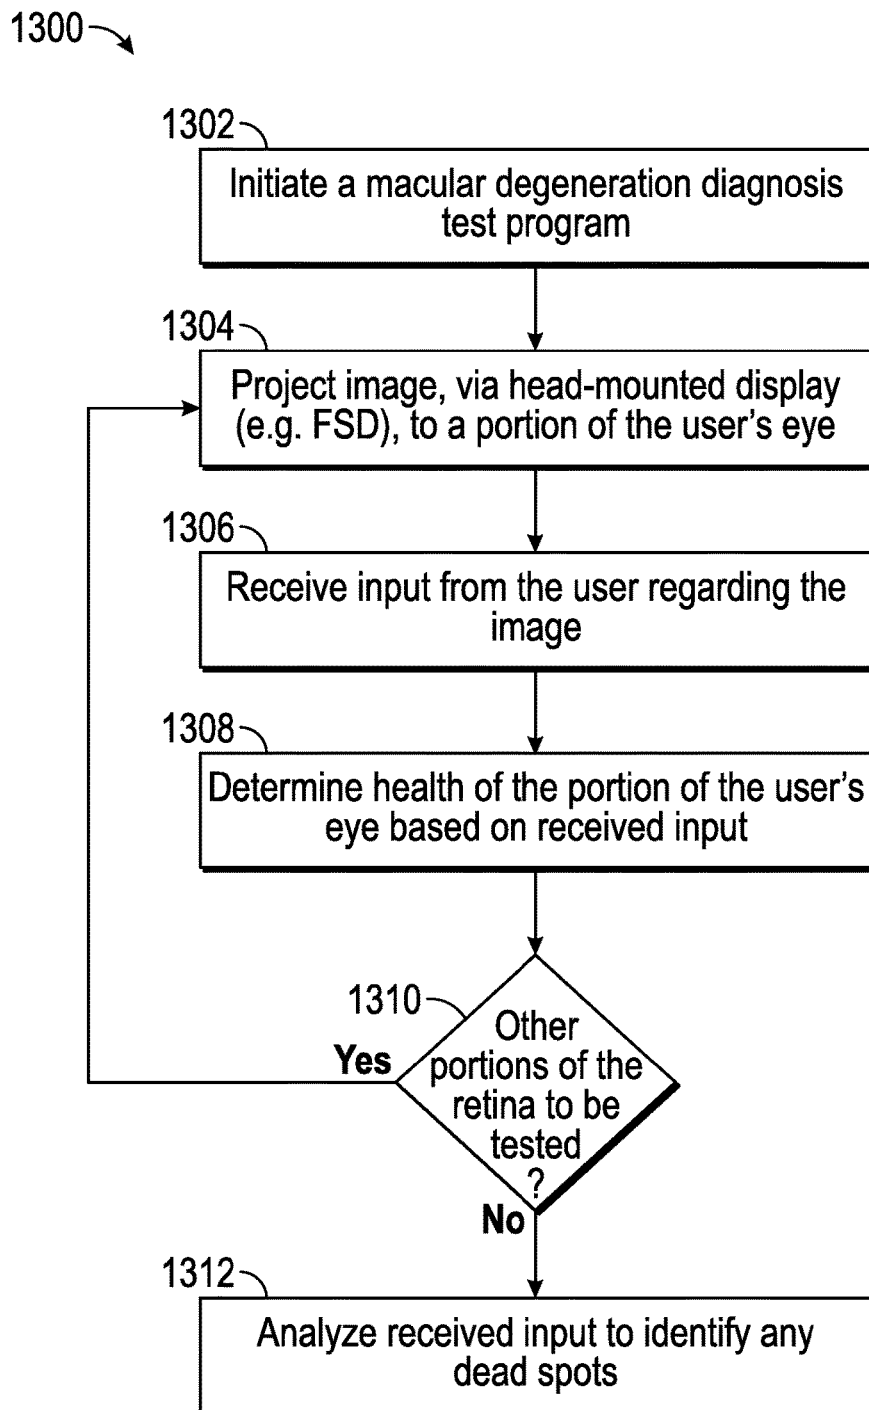 1300
1302
Initiate a macular degeneration diagnosis
test program
1304
Project image, via head-mounted display
(e.g. FSD), to a portion of the user's eye
1306
Receive input from the user regarding the
image
1308
Determine health of the portion of the user's
eye based on received input
1310
Other
portions of the
retina to be
tested
?
Yes
No
1312
Analyze received input to identify any
dead spots